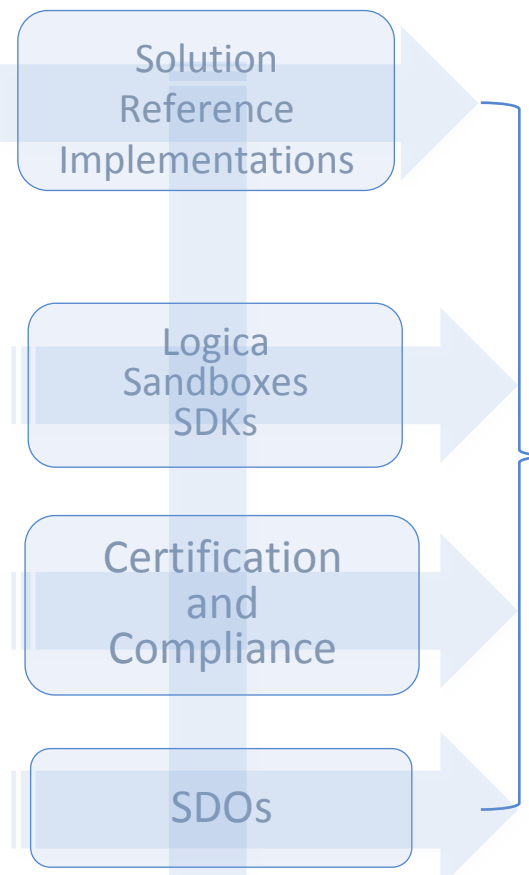 Solution
Reference
Implementations
Logica
Sandboxes
SDKs
Certification
and
Compliance
SDOs